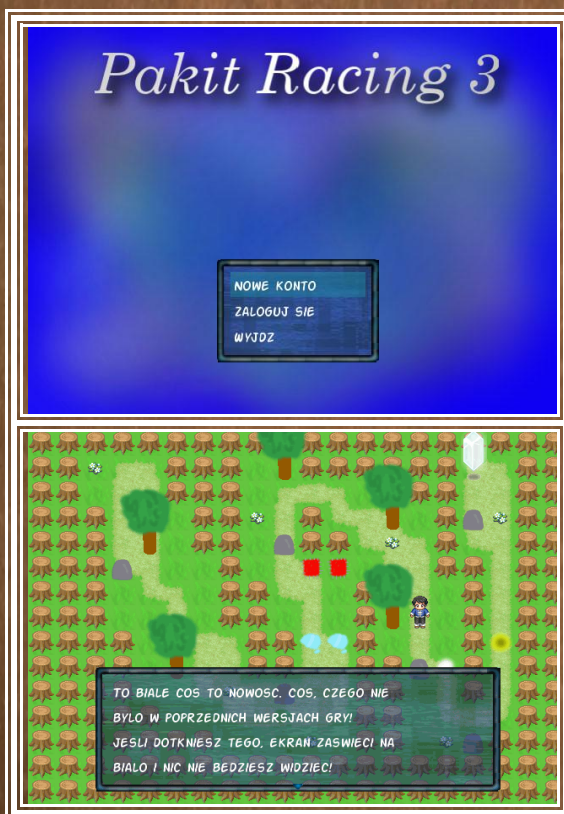 Pakit Racing 3
NOWE KONTO
ZALOGUJ SIE
WYJDZ
TO BIALE COS TO NOWOSC. COS, CZEGO NIE
BYLO W POPRZEDNICH WERSJACH GRY!
JESLI DOTKNIESZ TEGO, EKRAN ZASWIECI NA
BIALO I NIC NIE BEDZIESZ WIDZIEC!